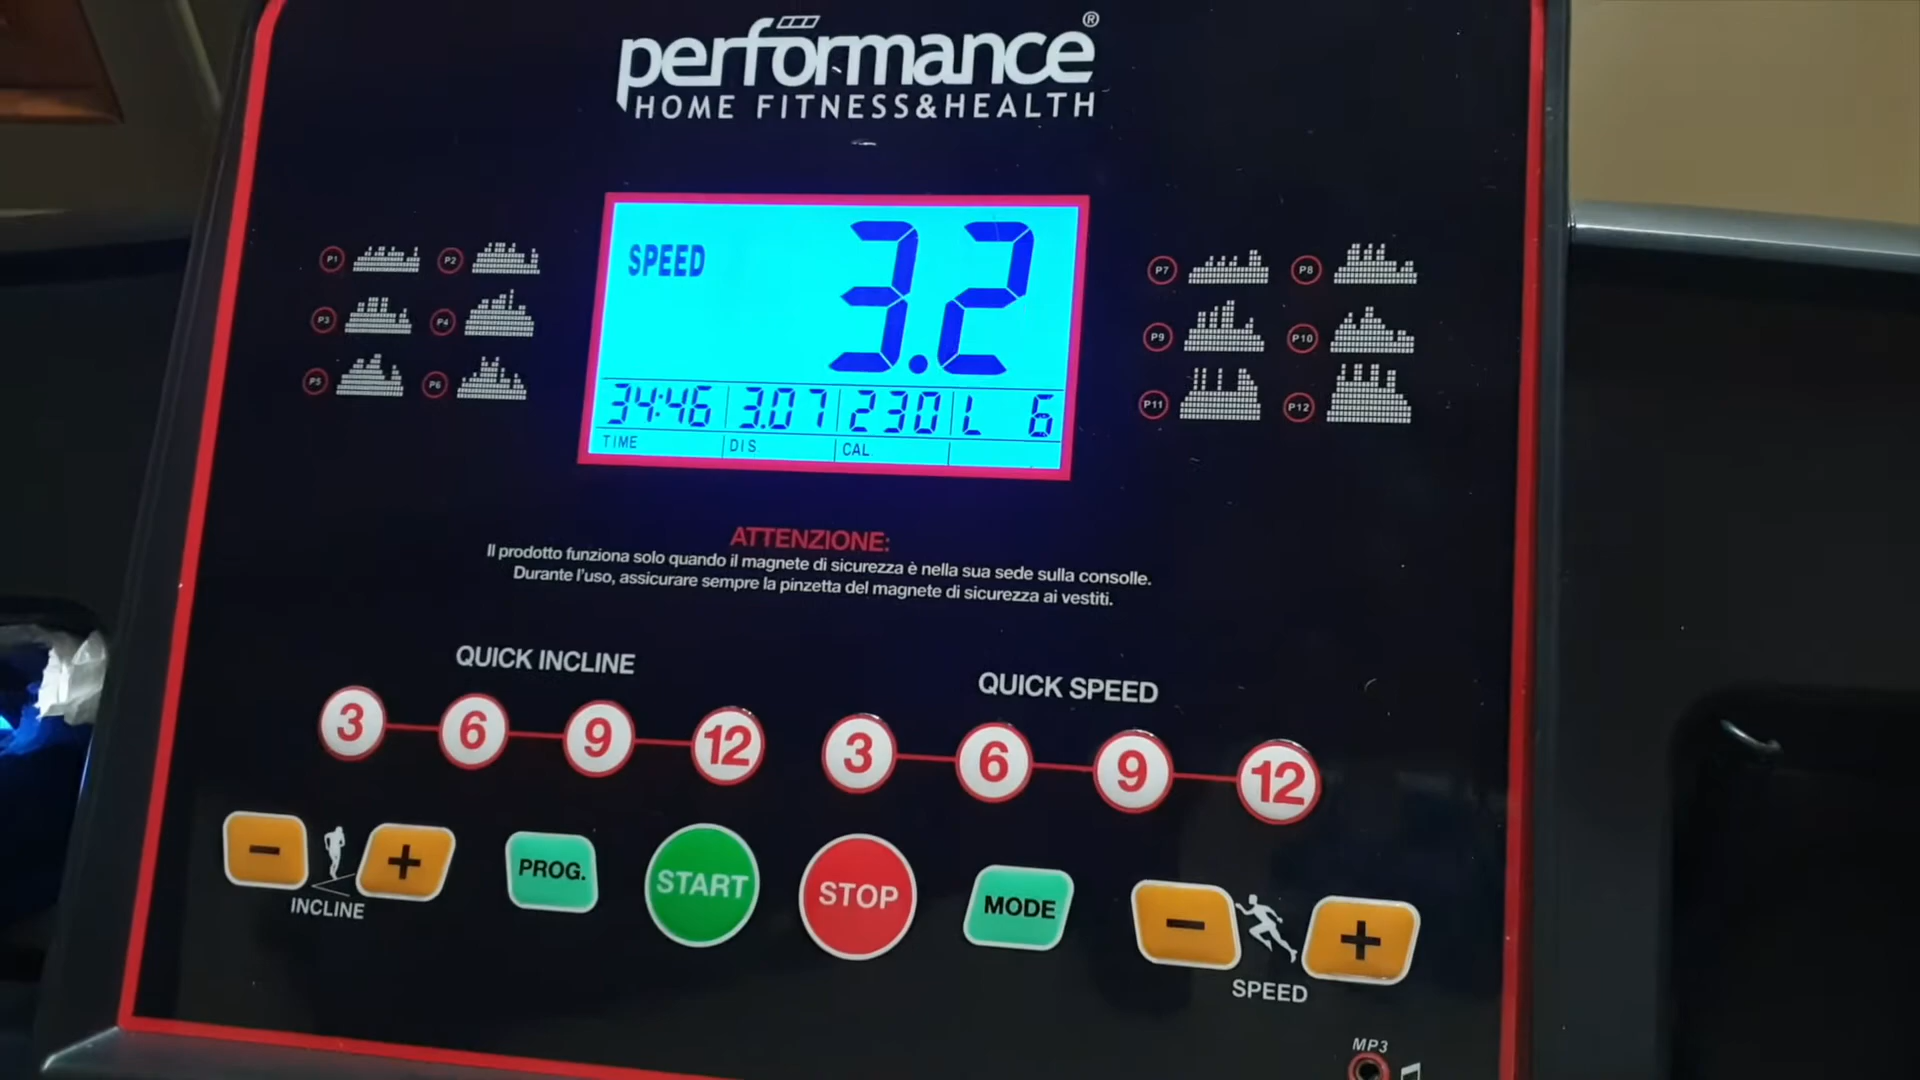 performance®
HOME FITNESS&HEALTH
SPEED 3.2
34:46 3.07 230 L 6
TIME DIS. CAL.
P1 P2
P3 P4
P5 P6
P7 P8
P9 P10
P11 P12
ATTENZIONE:
Il prodotto funziona solo quando il magnete di sicurezza è nella sua sede sulla consolle.
Durante l'uso, assicurare sempre la pinzetta del magnete di sicurezza ai vestiti.
QUICK INCLINE
3 6 9 12
QUICK SPEED
3 6 9 12
− +
INCLINE
PROG.
START
STOP
MODE
− +
SPEED
MP3